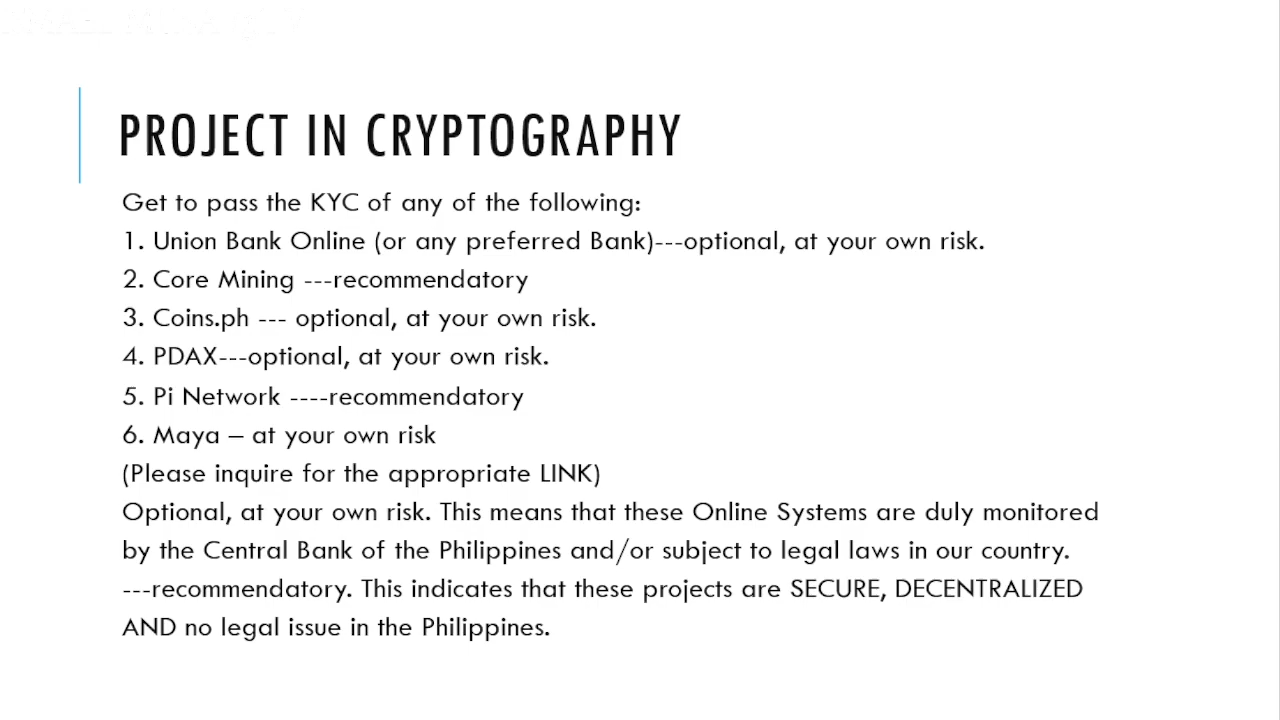 PROJECT IN CRYPTOGRAPHY
Get to pass the KYC of any of the following:
1. Union Bank Online (or any preferred Bank)---optional, at your own risk.
2. Core Mining ---recommendatory
3. Coins.ph --- optional, at your own risk.
4. PDAX---optional, at your own risk.
5. Pi Network ----recommendatory
6. Maya – at your own risk
(Please inquire for the appropriate LINK)
Optional, at your own risk. This means that these Online Systems are duly monitored
by the Central Bank of the Philippines and/or subject to legal laws in our country.
---recommendatory. This indicates that these projects are SECURE, DECENTRALIZED
AND no legal issue in the Philippines.